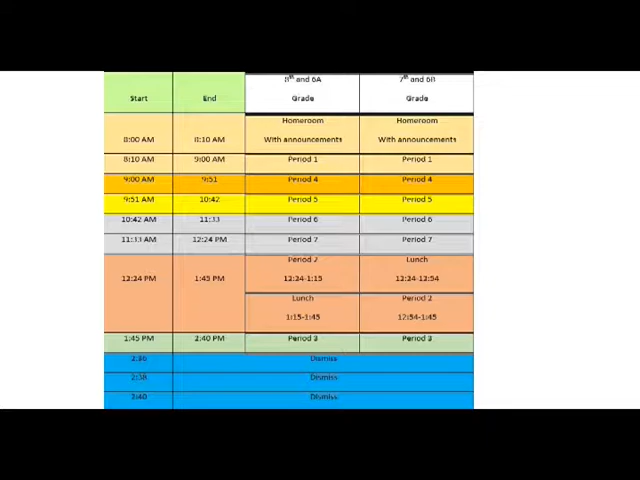 8th and 6A 7th and 6B
Start End Grade Grade
Homeroom Homeroom
8:00 AM 8:10 AM With announcements With announcements
8:10 AM 9:00 AM Period 1 Period 1
9:00 AM 9:51 Period 4 Period 4
9:51 AM 10:42 Period 5 Period 5
10:42 AM 11:33 Period 6 Period 6
11:33 AM 12:24 PM Period 7 Period 7
Period 2 Lunch
12:24 PM 1:45 PM 12:24-1:15 12:24-12:54
Lunch Period 2
1:15-1:45 12:54-1:45
1:45 PM 2:40 PM Period 3 Period 3
2:36 Dismiss
2:38 Dismiss
Dismiss